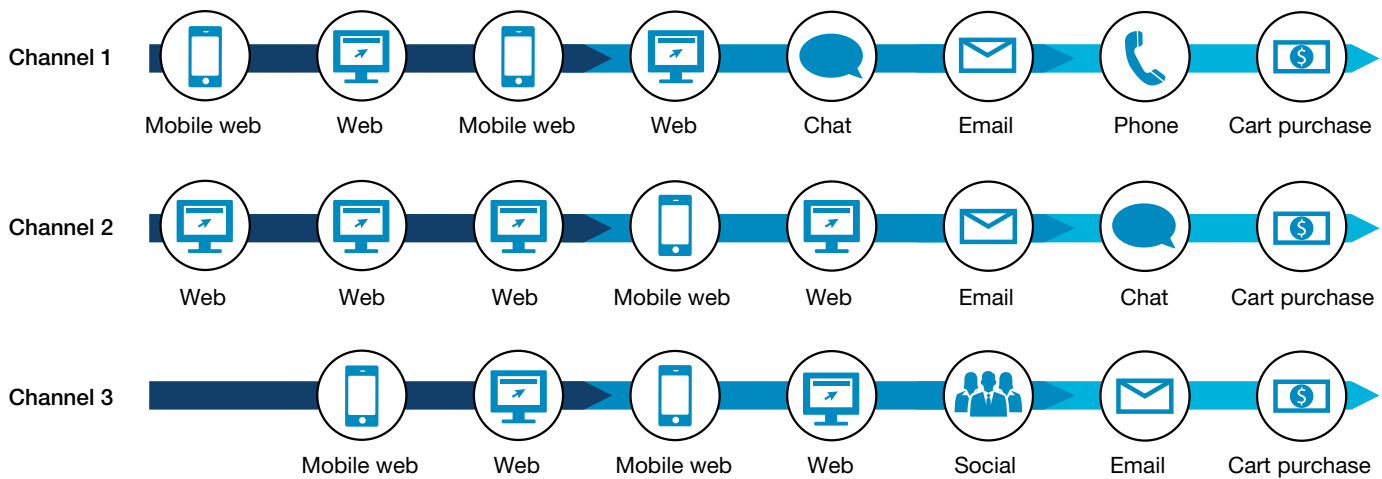 Channel 1
Mobile web Web Mobile web Web Chat Email Phone Cart purchase
Channel 2
Web Web Web Mobile web Web Email Chat Cart purchase
Channel 3
Mobile web Web Mobile web Web Social Email Cart purchase